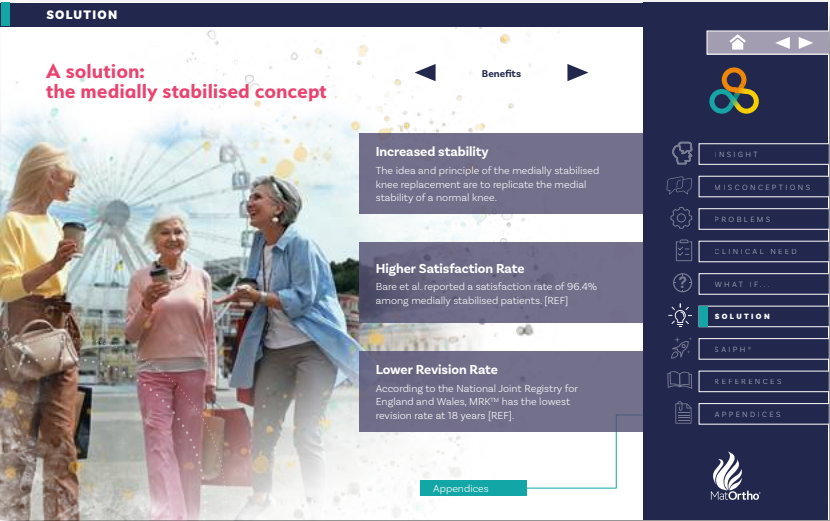 SOLUTION
A solution:
the medially stabilised concept
Benefits
Increased stability
The idea and principle of the medially stabilised
knee replacement are to replicate the medial
stability of a normal knee.
Higher Satisfaction Rate
Bare et al. reported a satisfaction rate of 96.4%
among medially stabilised patients. [REF]
Lower Revision Rate
According to the National Joint Registry for
England and Wales, MRK™ has the lowest
revision rate at 18 years [REF].
Appendices
INSIGHT
MISCONCEPTIONS
PROBLEMS
CLINICAL NEED
WHAT IF...
SOLUTION
SAIPH®
REFERENCES
APPENDICES
MatOrtho®